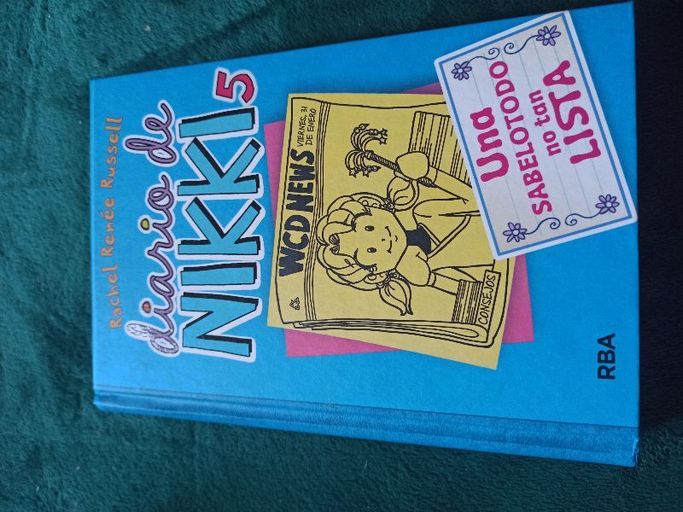 Rachel Renée Russell
diario de
NIKKI 5
WCD NEWS
VIERNES, 31
DE ENERO
CONSEJOS
Una
SABELOTODO
no tan
LISTA
RBA